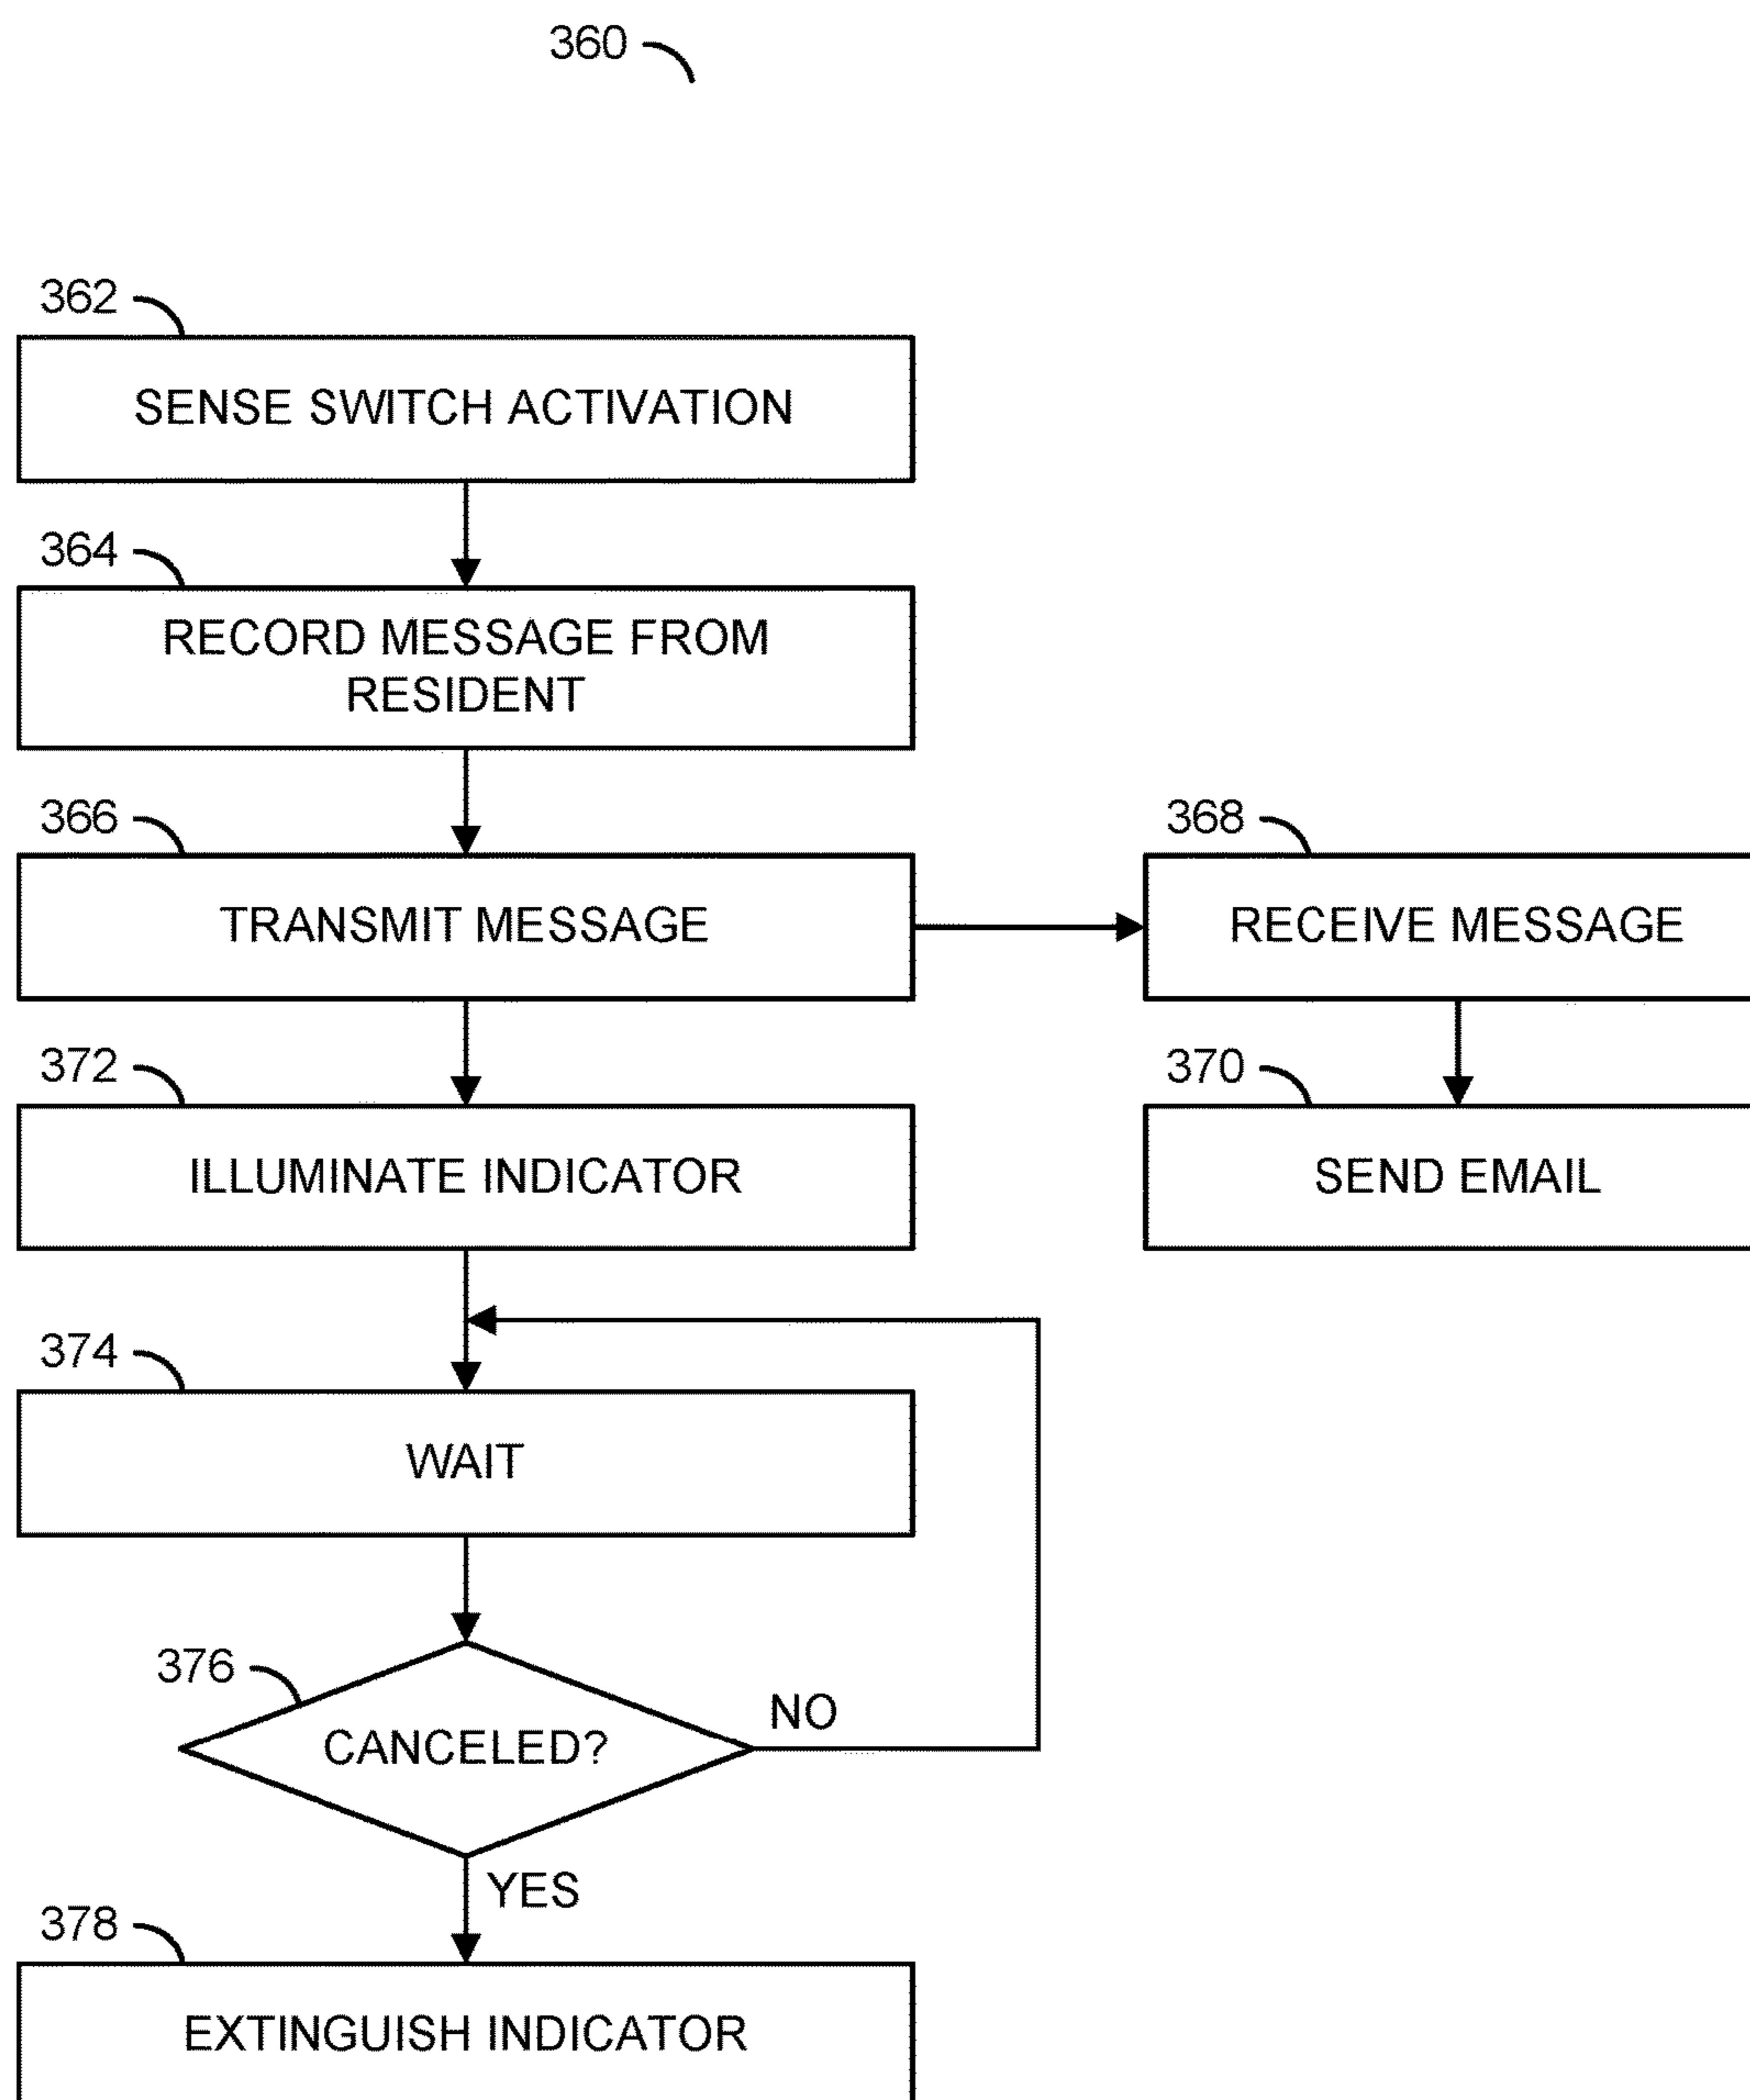 360
362
SENSE SWITCH ACTIVATION
364
RECORD MESSAGE FROM
RESIDENT
366
TRANSMIT MESSAGE
368
RECEIVE MESSAGE
372
ILLUMINATE INDICATOR
370
SEND EMAIL
374
WAIT
376
CANCELED?
NO
YES
378
EXTINGUISH INDICATOR